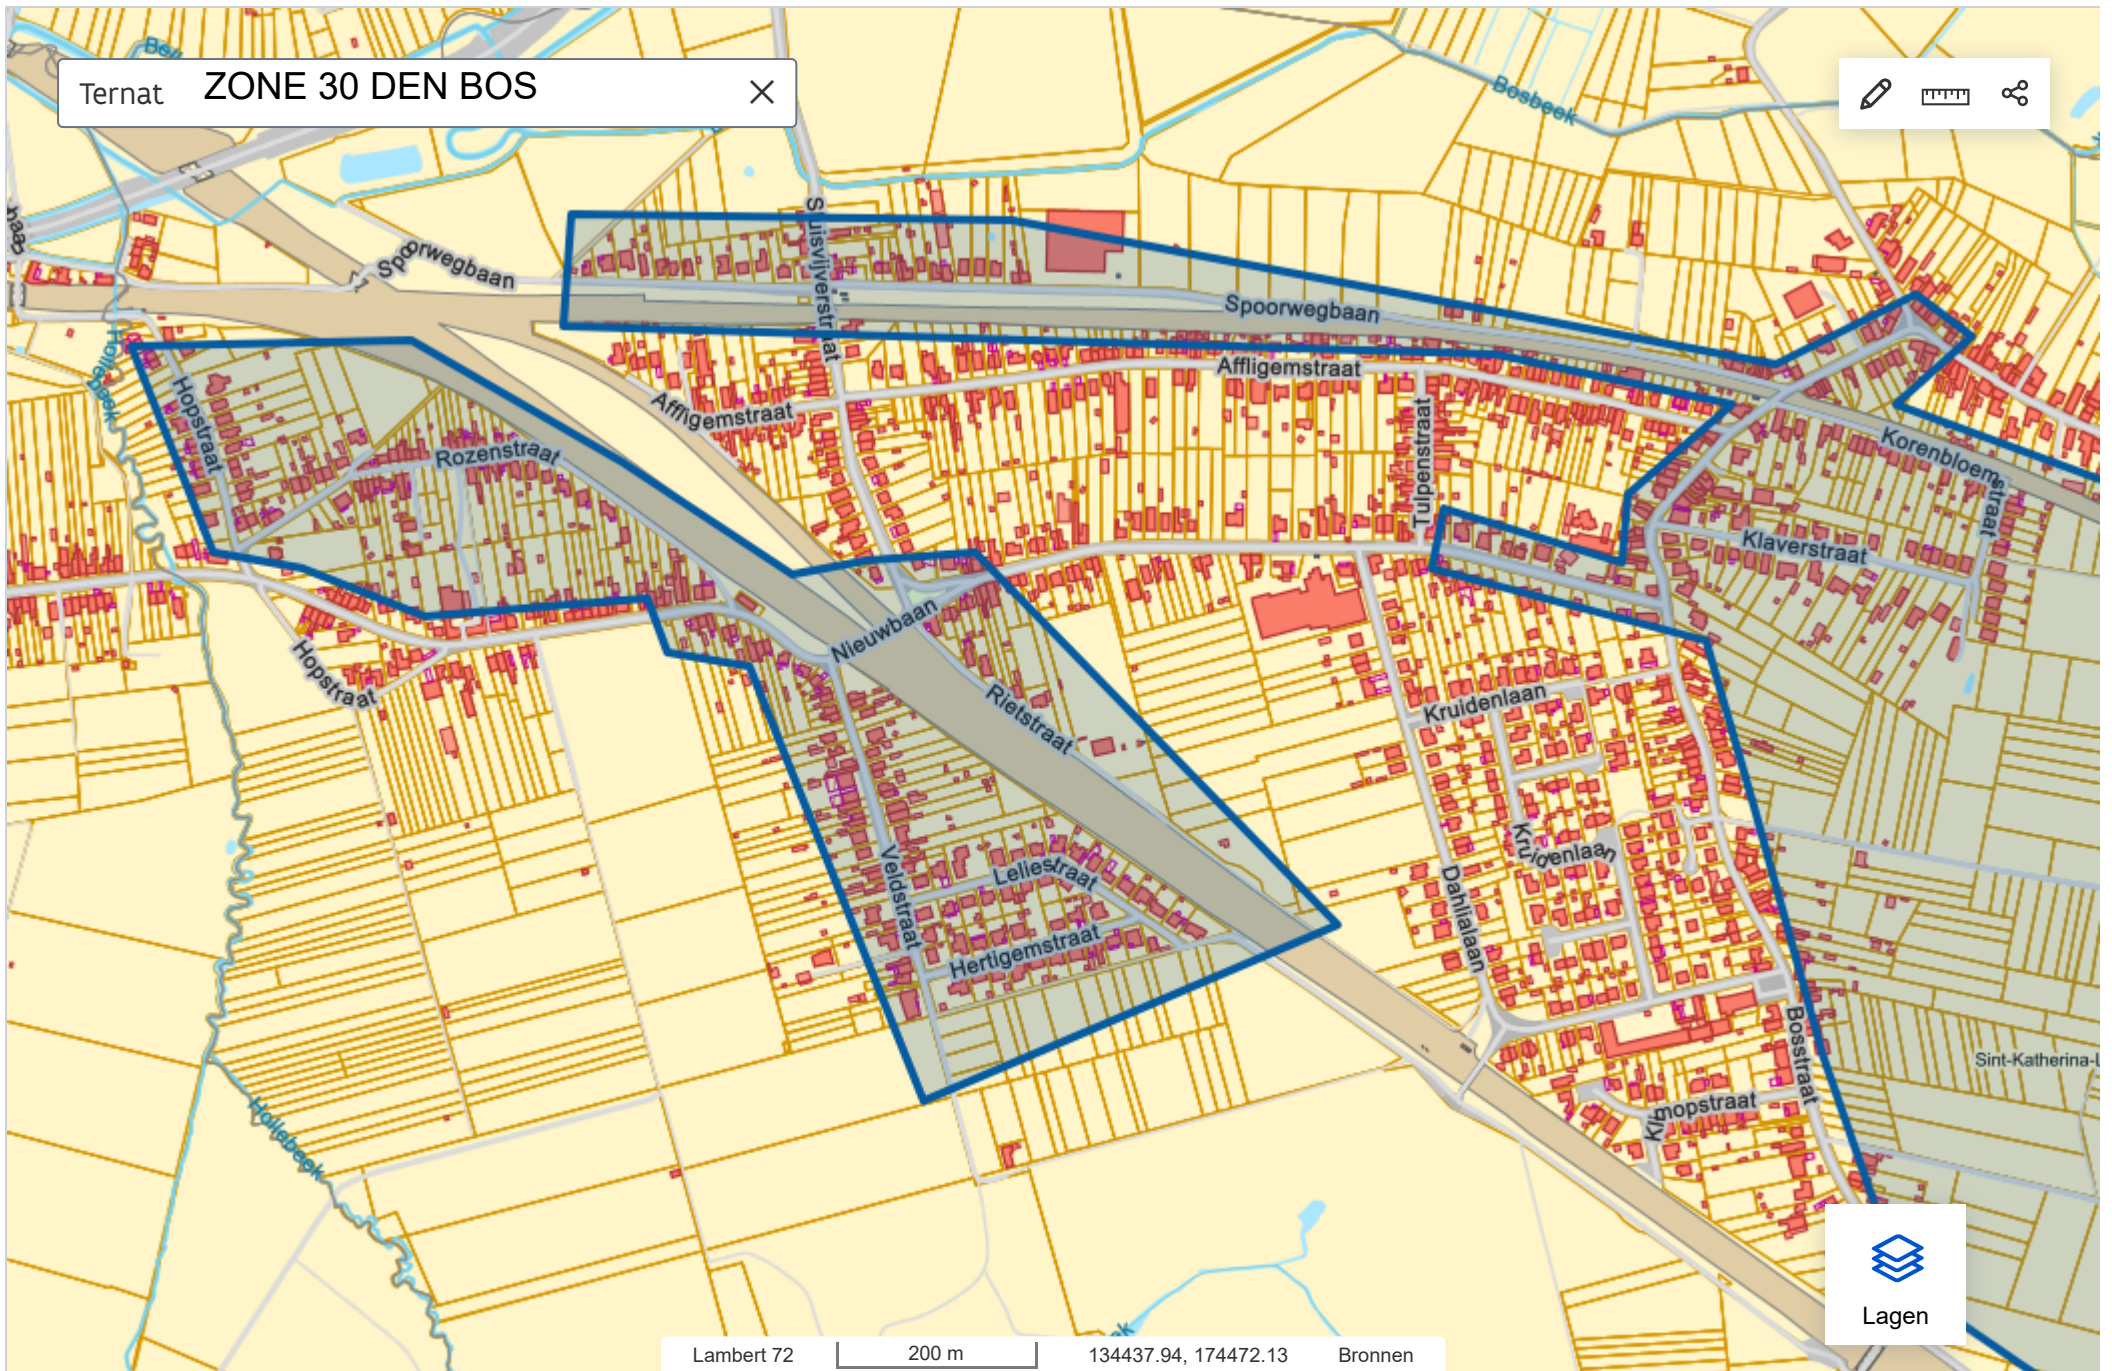 Ternat ZONE 30 DEN BOS
Bosbeek
Sluisvijverstraat
Spoorwegbaan
Spoorwegbaan
Affligemstraat
Affligemstraat
Hollebeek
Hopstraat
Rozenstraat
Tulpenstraat
Korenbloemstraat
Klaverstraat
Nieuwbaan
Hopstraat
Rietstraat
Kruidenlaan
Kruidenlaan
Veldstraat
Leliestraat
Dahlialaan
Hertigemstraat
Bosstraat
Sint-Katherina-L
Klimopstraat
Hollebeek
Lagen
Lambert 72
200 m
134437.94, 174472.13
Bronnen